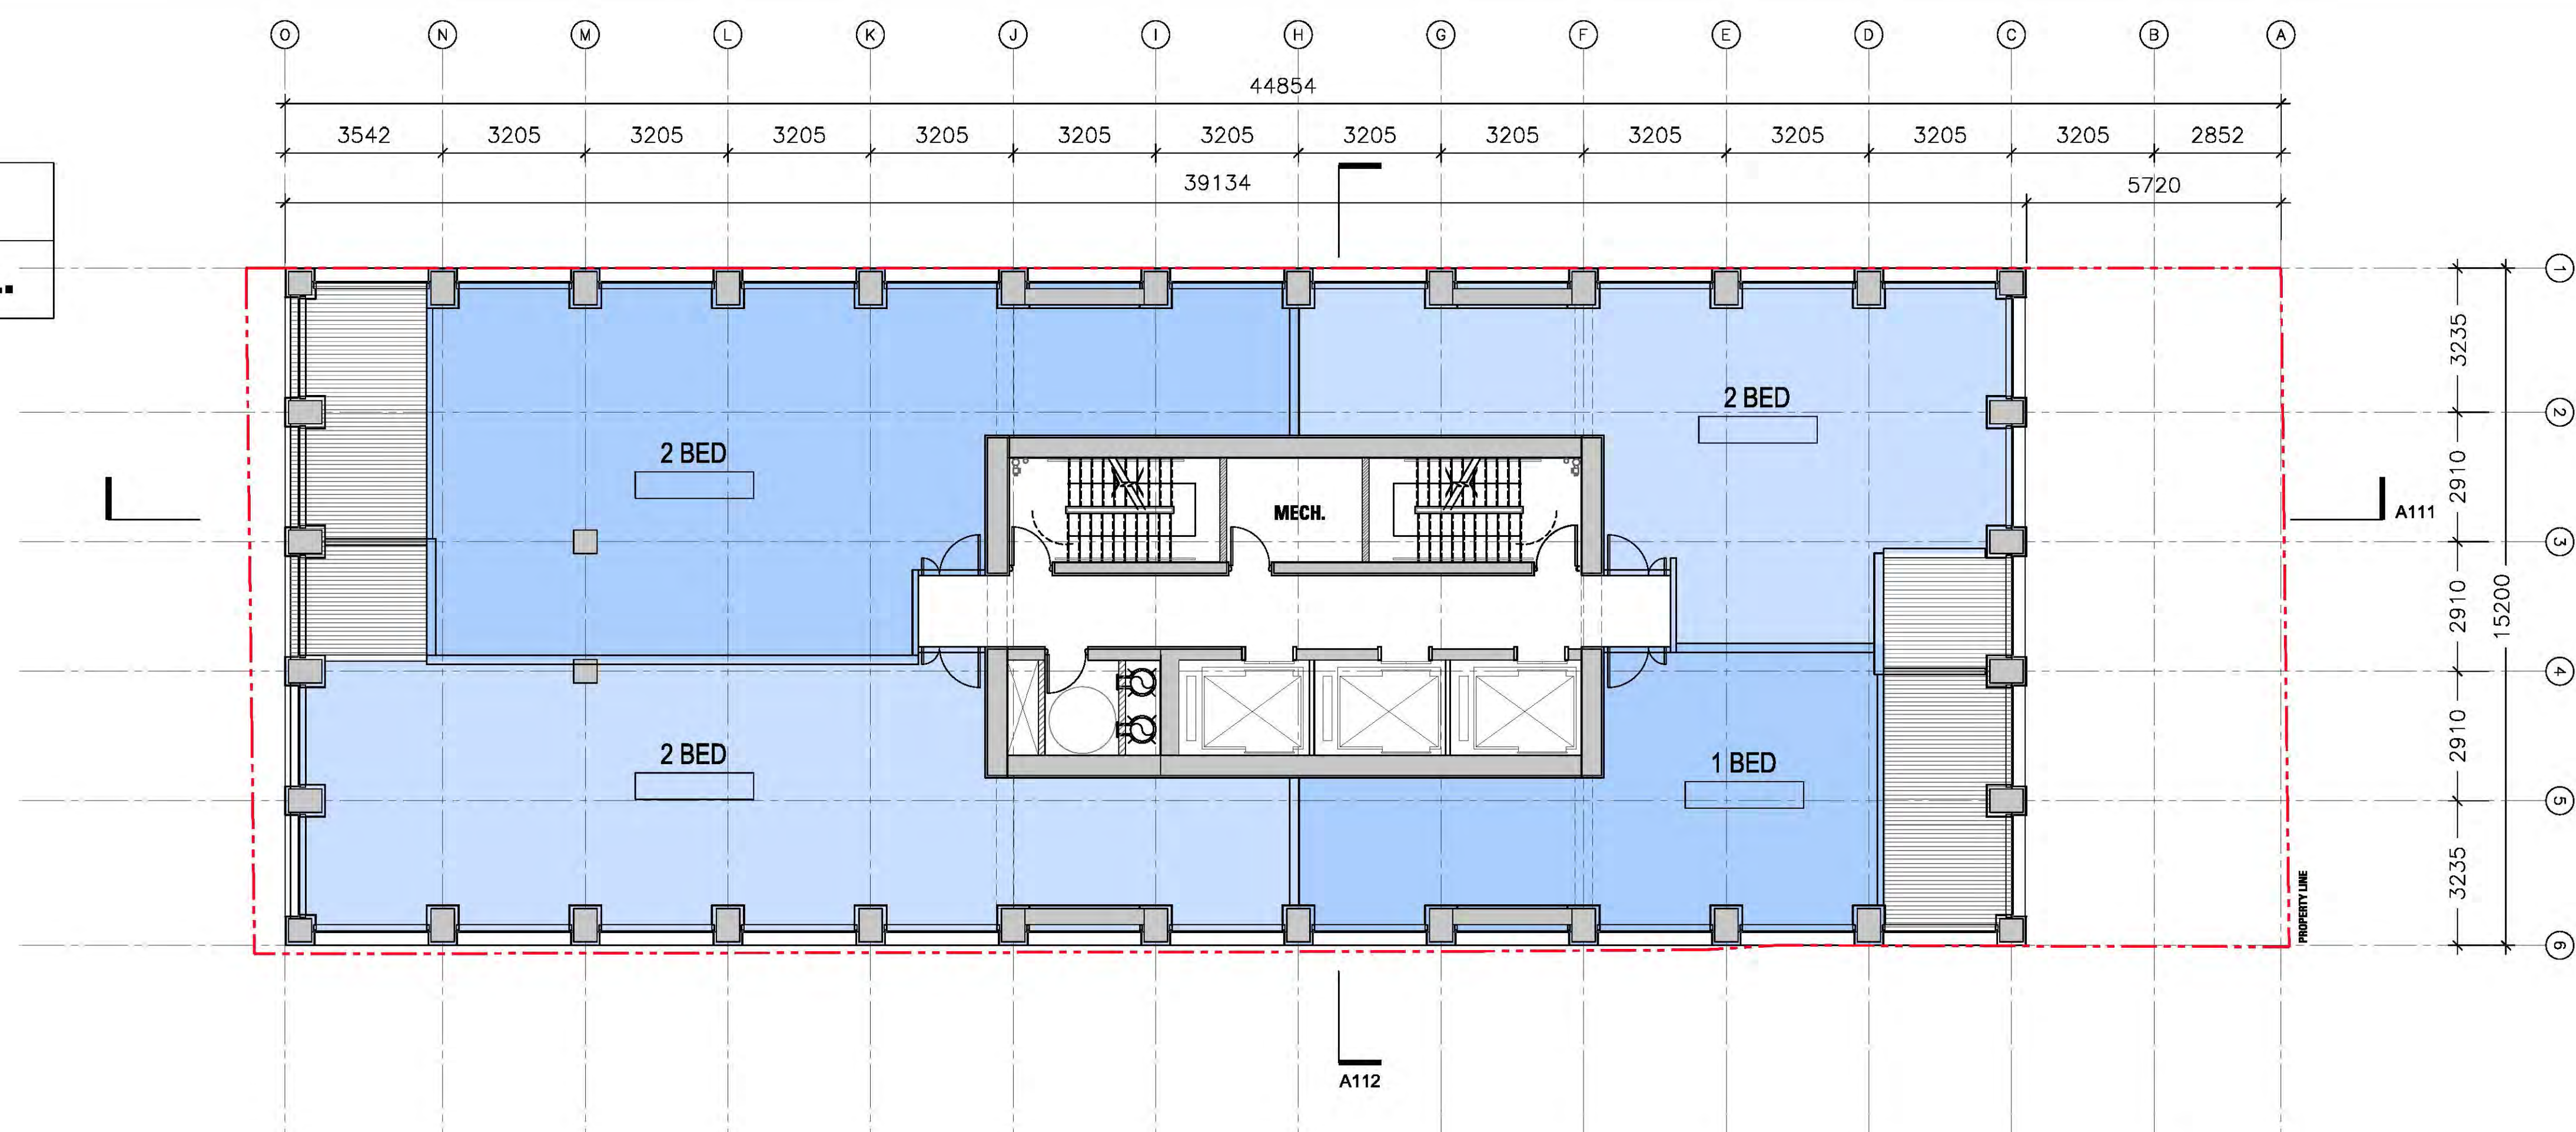 O N M L K J I H G F E D C B A
44854
3542 3205 3205 3205 3205 3205 3205 3205 3205 3205 3205 3205 3205 2852
39134 5720
1
3235
2
2 BED
2 BED
2910
MECH.
A111
3
2910
15200
4
2910
2 BED
1 BED
5
3235
PROPERTY LINE
6
A112